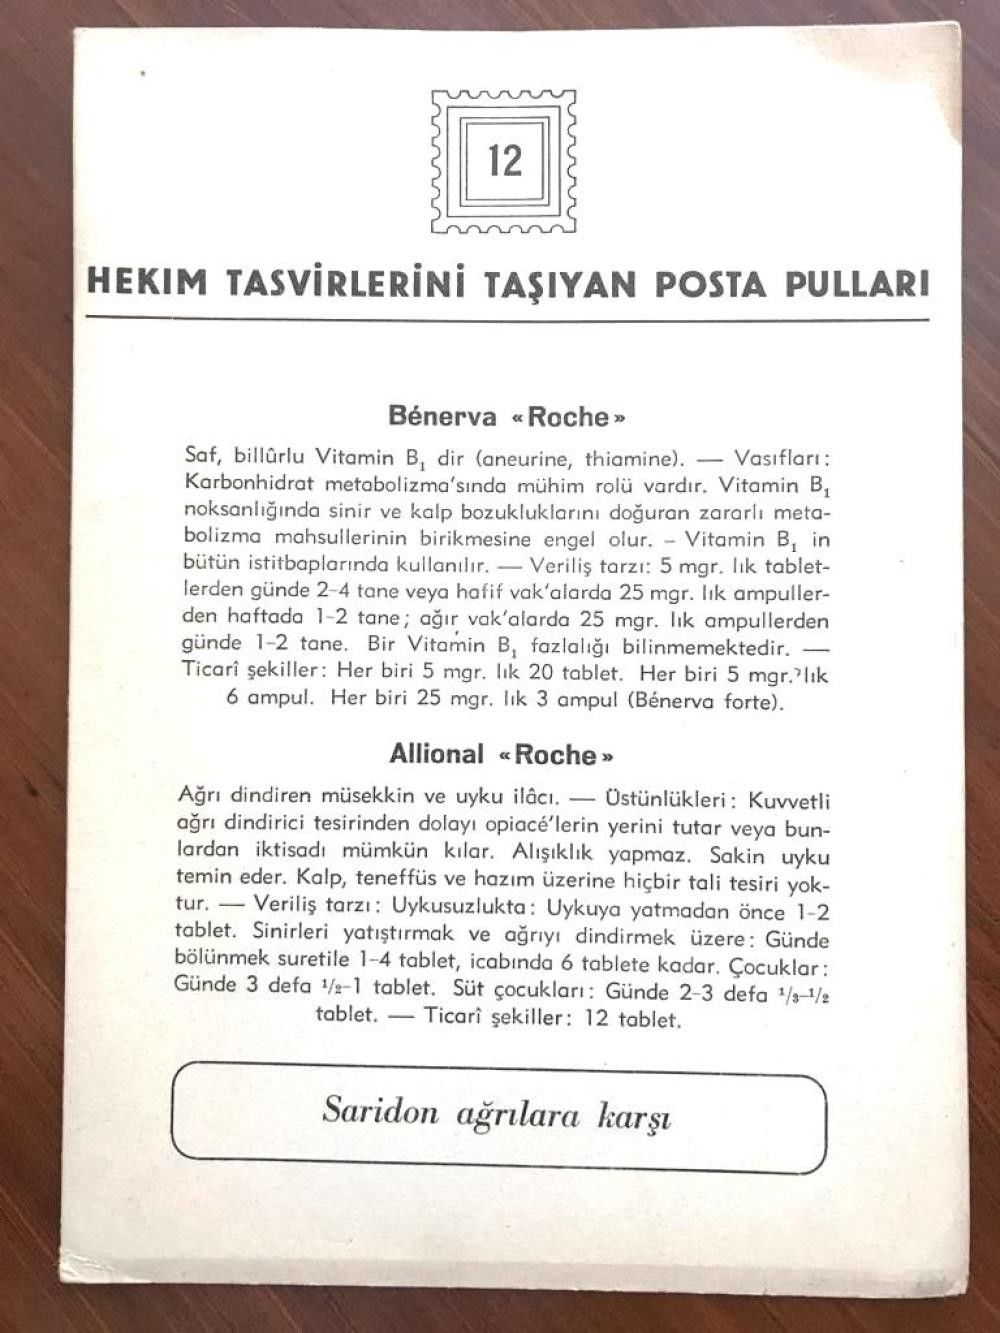 12
HEKIM TASVİRLERİNİ TAŞIYAN POSTA PULLARI
Bénerva «Roche»
Saf, billûrlu Vitamin B₁ dir (aneurine, thiamine). — Vasıfları:
Karbonhidrat metabolizma'sında mühim rolü vardır. Vitamin B₁
noksanlığında sinir ve kalp bozukluklarını doğuran zararlı meta-
bolizma mahsullerinin birikmesine engel olur. – Vitamin B₁ in
bütün istitbaplarında kullanılır. — Veriliş tarzı: 5 mgr. lık tablet-
lerden günde 2–4 tane veya hafif vak'alarda 25 mgr. lık ampuller-
den haftada 1–2 tane; ağır vak'alarda 25 mgr. lık ampullerden
günde 1–2 tane. Bir Vitamin B₁ fazlalığı bilinmemektedir. —
Ticarî şekiller: Her biri 5 mgr. lık 20 tablet. Her biri 5 mgr. lık
6 ampul. Her biri 25 mgr. lık 3 ampul (Bénerva forte).
Allional «Roche»
Ağrı dindiren müsekkin ve uyku ilâcı. — Üstünlükleri: Kuvvetli
ağrı dindirici tesirinden dolayı opiacé'lerin yerini tutar veya bun-
lardan iktisadı mümkün kılar. Alışıklık yapmaz. Sakin uyku
temin eder. Kalp, teneffüs ve hazım üzerine hiçbir tali tesiri yok-
tur. — Veriliş tarzı: Uykusuzlukta: Uykuya yatmadan önce 1–2
tablet. Sinirleri yatıştırmak ve ağrıyı dindirmek üzere: Günde
bölünmek suretile 1–4 tablet, icabında 6 tablete kadar. Çocuklar:
Günde 3 defa ½–1 tablet. Süt çocukları: Günde 2–3 defa ⅓–½
tablet. — Ticarî şekiller: 12 tablet.
Saridon ağrılara karşı